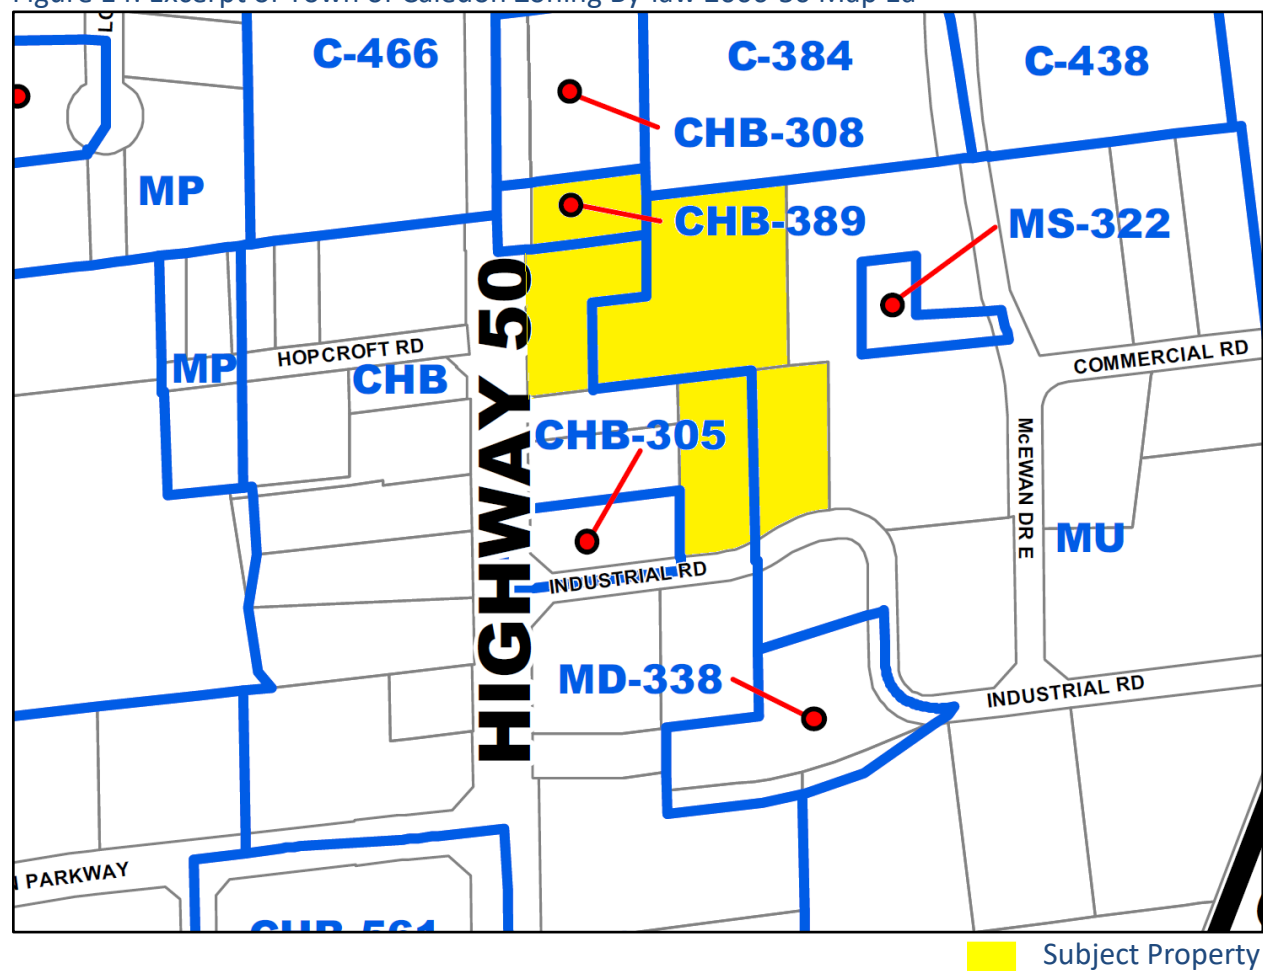 C-466
C-384
C-438
CHB-308
MP
CHB-389
MS-322
HIGHWAY 50
HOPCROFT RD
COMMERCIAL RD
MP
CHB
CHB-305
McEWAN DR E
MU
INDUSTRIAL RD
MD-338
INDUSTRIAL RD
PARKWAY
Subject Property